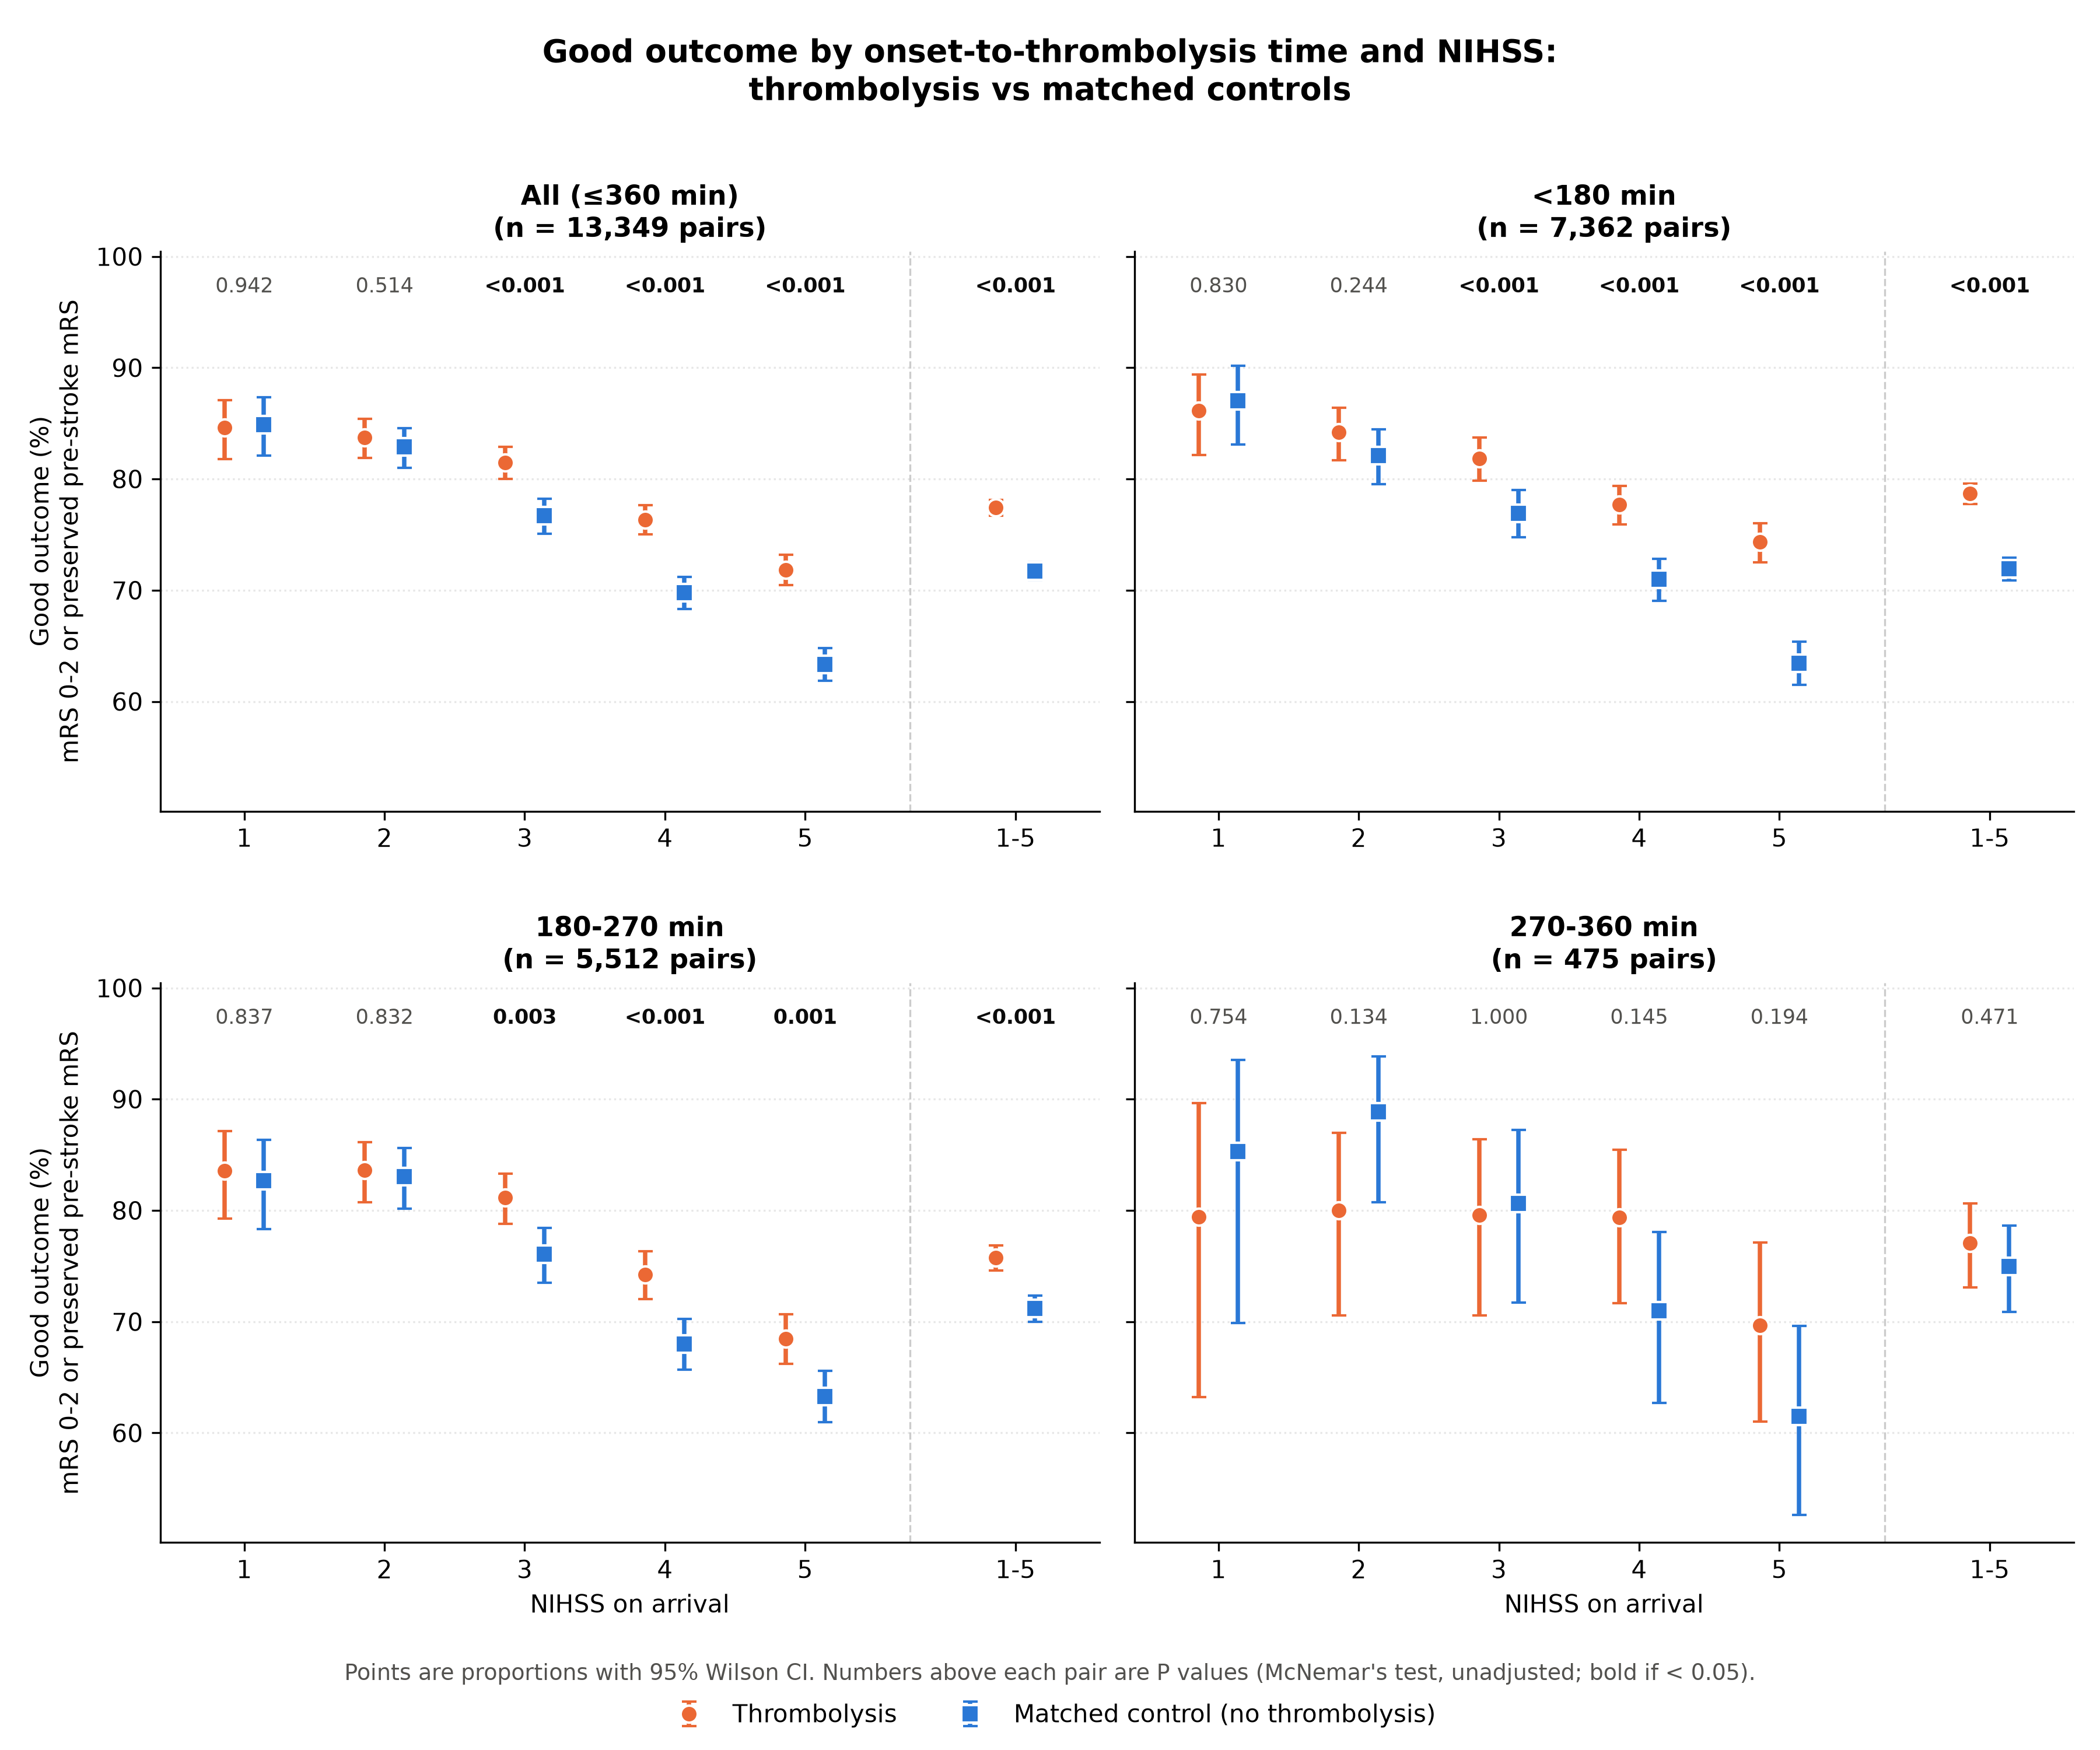 Good outcome by onset-to-thrombolysis time and NIHSS:
thrombolysis vs matched controls
All (≤360 min)
(n = 13,349 pairs)
0.942 0.514 <0.001 <0.001 <0.001 <0.001
100
90
80
70
60
Good outcome (%)
mRS 0-2 or preserved pre-stroke mRS
1 2 3 4 5 1-5
<180 min
(n = 7,362 pairs)
0.830 0.244 <0.001 <0.001 <0.001 <0.001
1 2 3 4 5 1-5
180-270 min
(n = 5,512 pairs)
0.837 0.832 0.003 <0.001 0.001 <0.001
100
90
80
70
60
Good outcome (%)
mRS 0-2 or preserved pre-stroke mRS
1 2 3 4 5 1-5
NIHSS on arrival
270-360 min
(n = 475 pairs)
0.754 0.134 1.000 0.145 0.194 0.471
1 2 3 4 5 1-5
NIHSS on arrival
Points are proportions with 95% Wilson CI. Numbers above each pair are P values (McNemar's test, unadjusted; bold if < 0.05).
Thrombolysis Matched control (no thrombolysis)